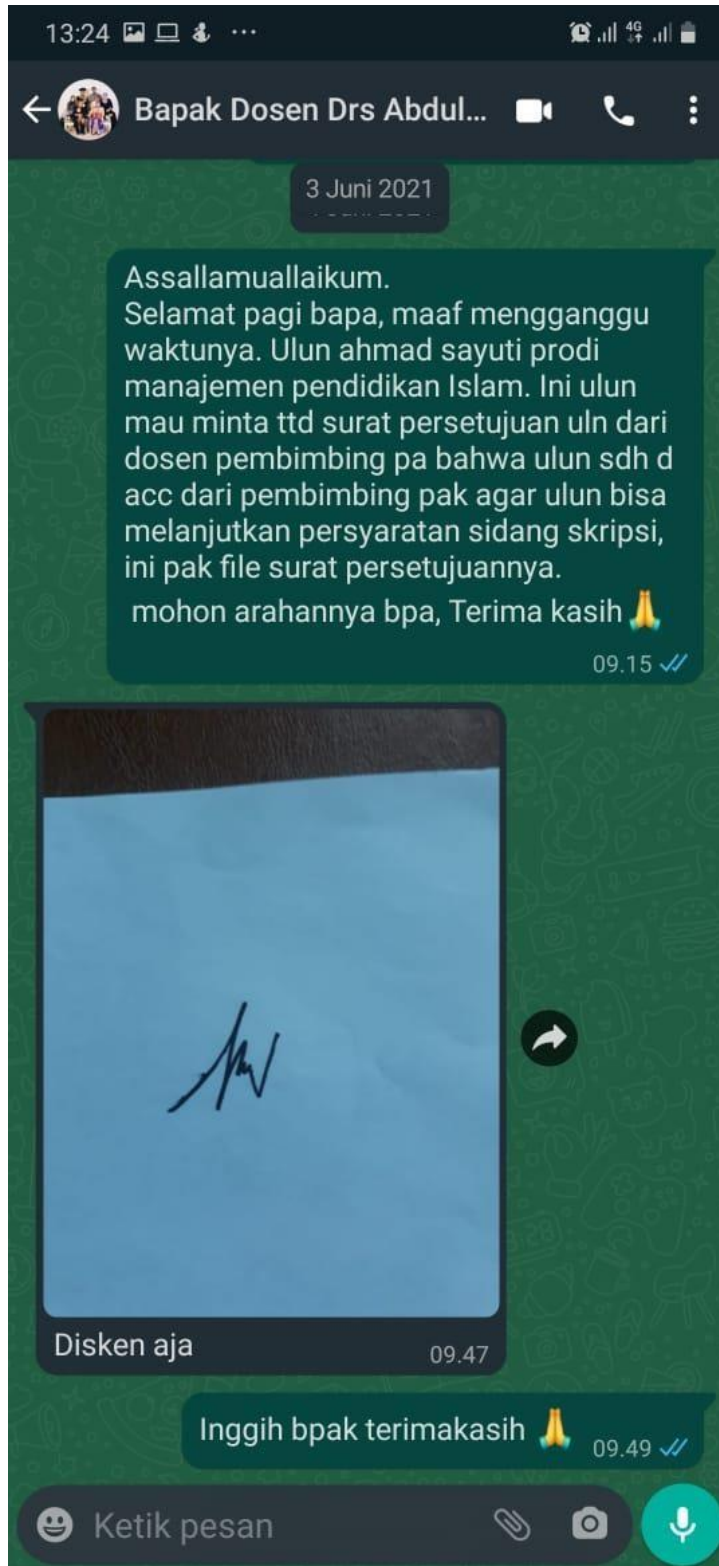 13:24
4G
Bapak Dosen Drs Abdul...
3 Juni 2021
Assallamuallaikum.
Selamat pagi bapa, maaf mengganggu
waktunya. Ulun ahmad sayuti prodi
manajemen pendidikan Islam. Ini ulun
mau minta ttd surat persetujuan uln dari
dosen pembimbing pa bahwa ulun sdh d
acc dari pembimbing pak agar ulun bisa
melanjutkan persyaratan sidang skripsi,
ini pak file surat persetujuannya.
mohon arahannya bpa, Terima kasih 🙏
09.15
Disken aja
09.47
Inggih bpak terimakasih 🙏 09.49
Ketik pesan